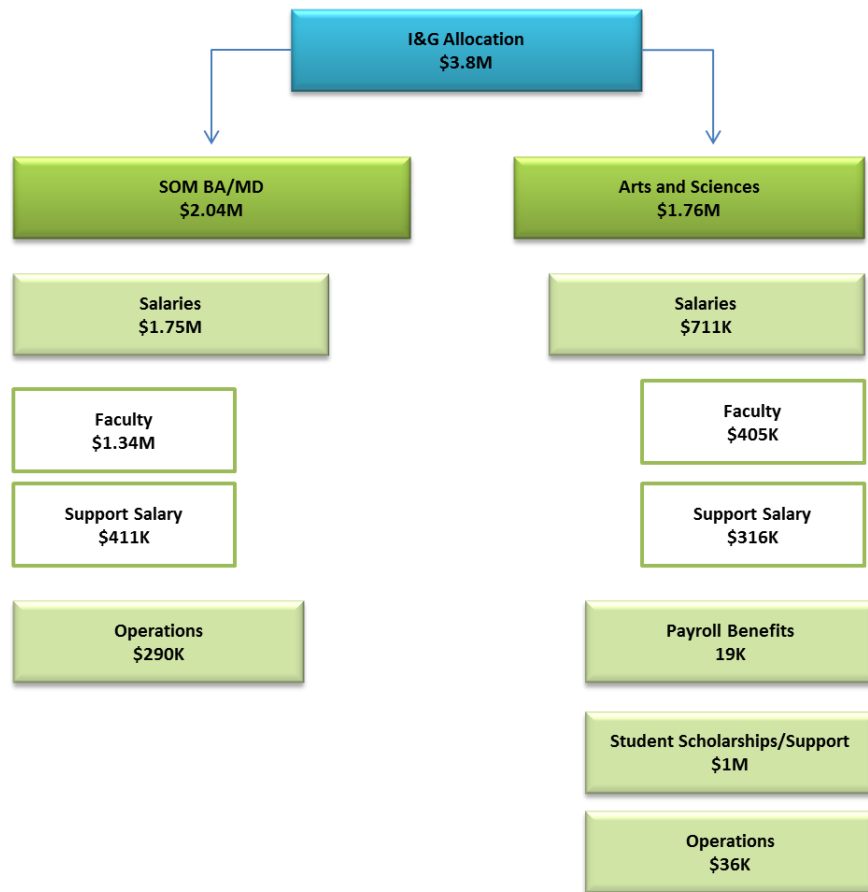 I&G Allocation
$3.8M
SOM BA/MD
$2.04M
Arts and Sciences
$1.76M
Salaries
$1.75M
Salaries
$711K
Faculty
$1.34M
Faculty
$405K
Support Salary
$411K
Support Salary
$316K
Operations
$290K
Payroll Benefits
19K
Student Scholarships/Support
$1M
Operations
$36K